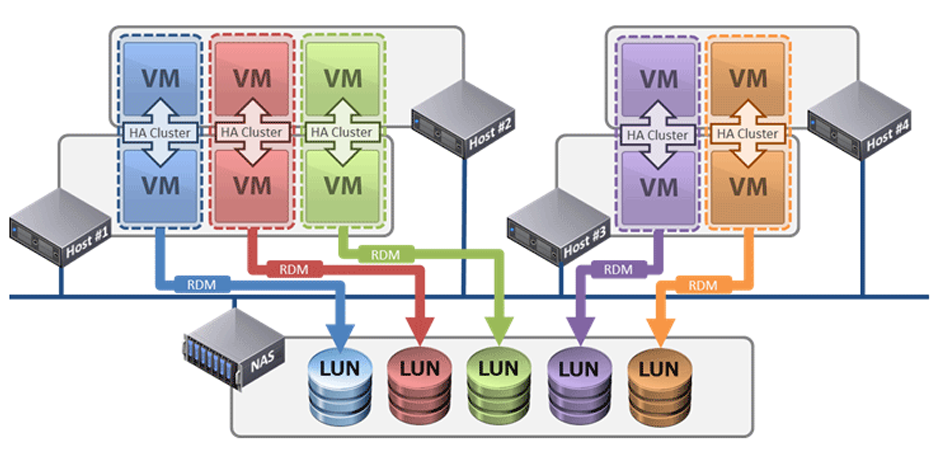 VM
VM
VM
VM
VM
Host #2
Host #4
HA Cluster
HA Cluster
HA Cluster
HA Cluster
HA Cluster
VM
VM
VM
VM
VM
Host #1
Host #3
RDM
RDM
RDM
RDM
RDM
NAS
LUN
LUN
LUN
LUN
LUN